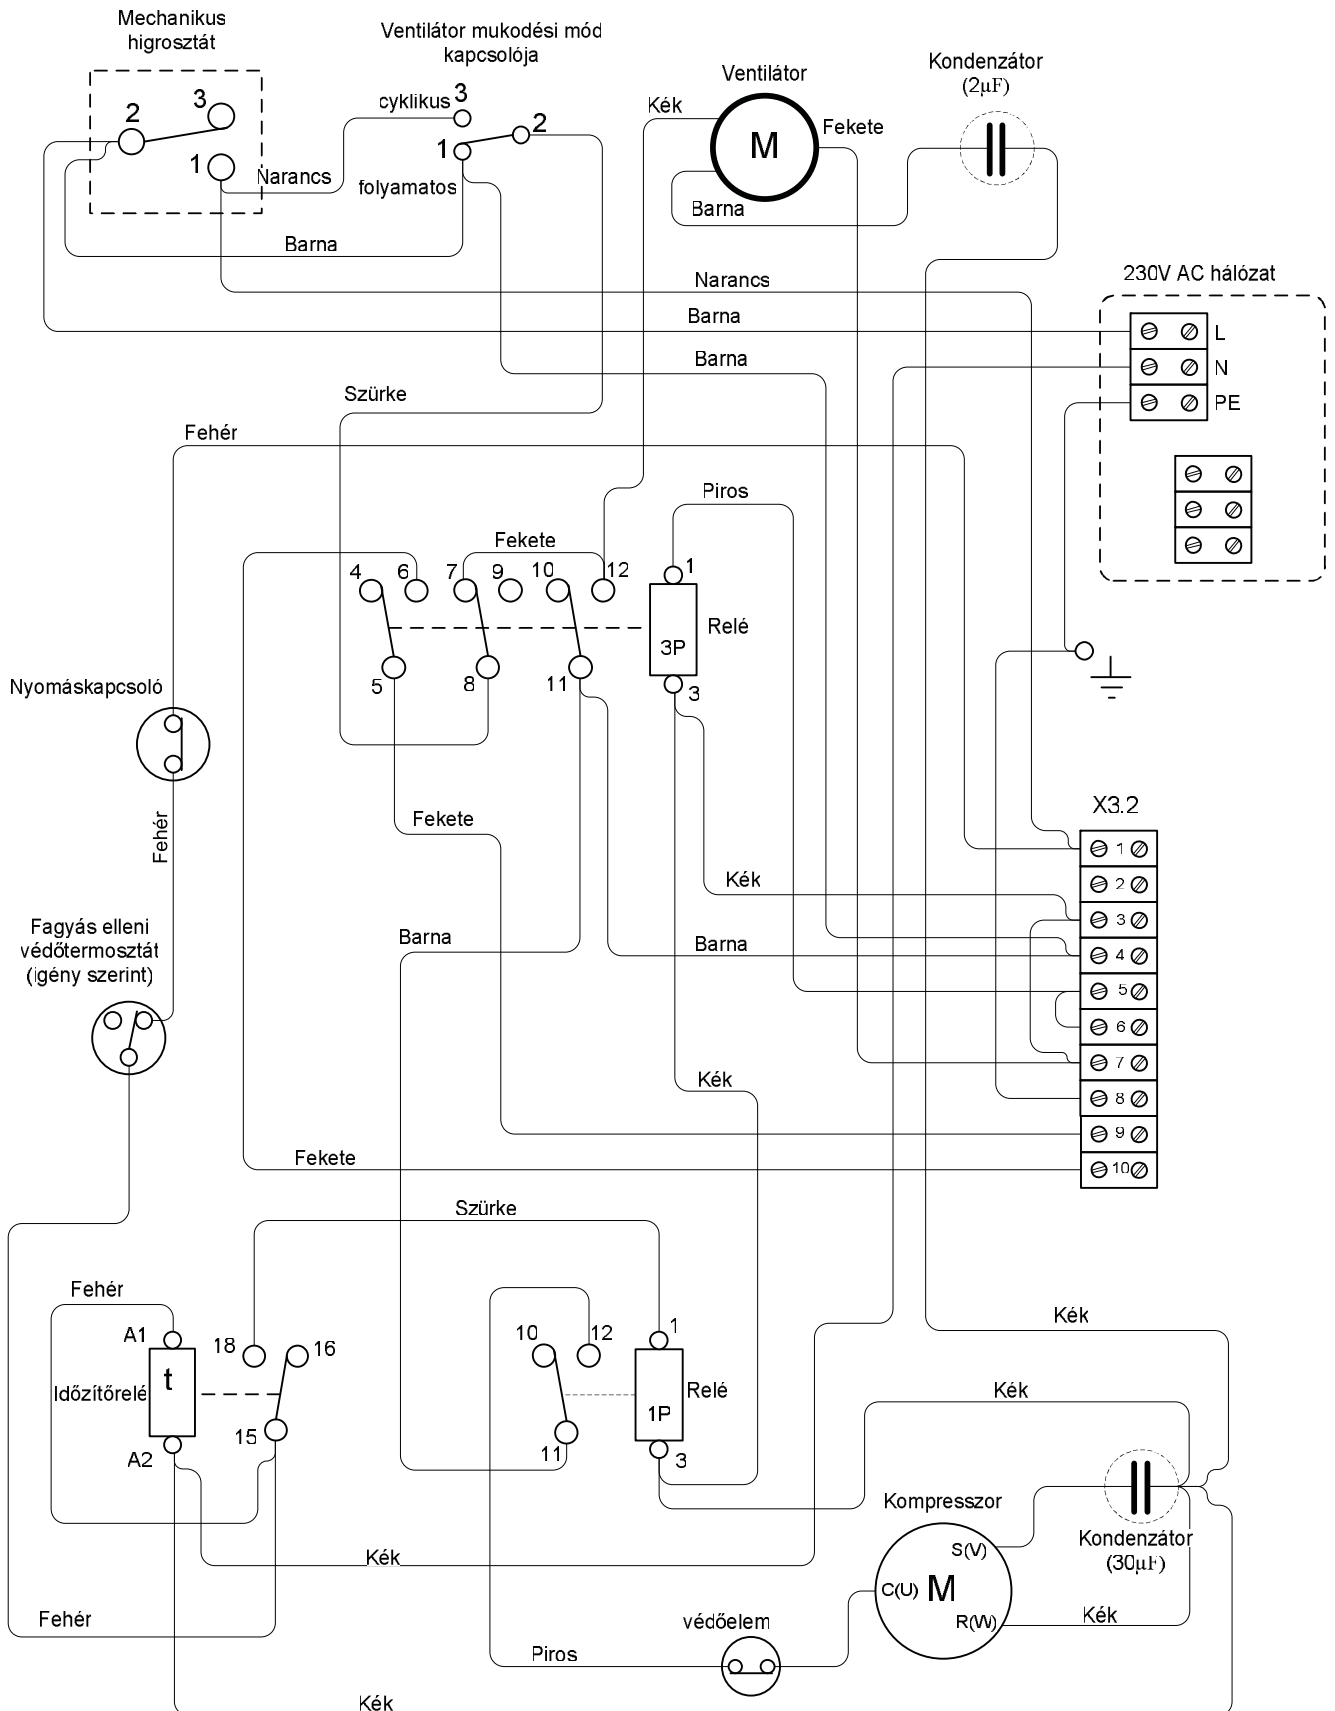 Mechanikus
higrosztát
2
3
1
Narancs
Barna
Ventilátor mukodési mód
kapcsolója
cyklikus
3
1
2
folyamatos
Ventilátor
Kék
M
Fekete
Barna
Kondenzátor
(2µF)
230V AC hálózat
L
N
PE
Narancs
Barna
Barna
Szürke
Fehér
Piros
Fekete
4
6
7
9
10
12
5
8
11
1
3P
Relé
3
Nyomáskapcsoló
Fehér
Fekete
Kék
Barna
Barna
X3.2
1
2
3
4
5
6
7
8
9
10
Fagyás elleni
védőtermosztát
(igény szerint)
Kék
Fekete
Szürke
Fehér
A1
t
Időzítőrelé
A2
18
16
15
10
12
11
1
1P
Relé
3
Kék
Kék
Kompresszor
S(V)
C(U)
M
R(W)
Kondenzátor
(30µF)
Kék
Kék
Fehér
védőelem
Piros
Kék